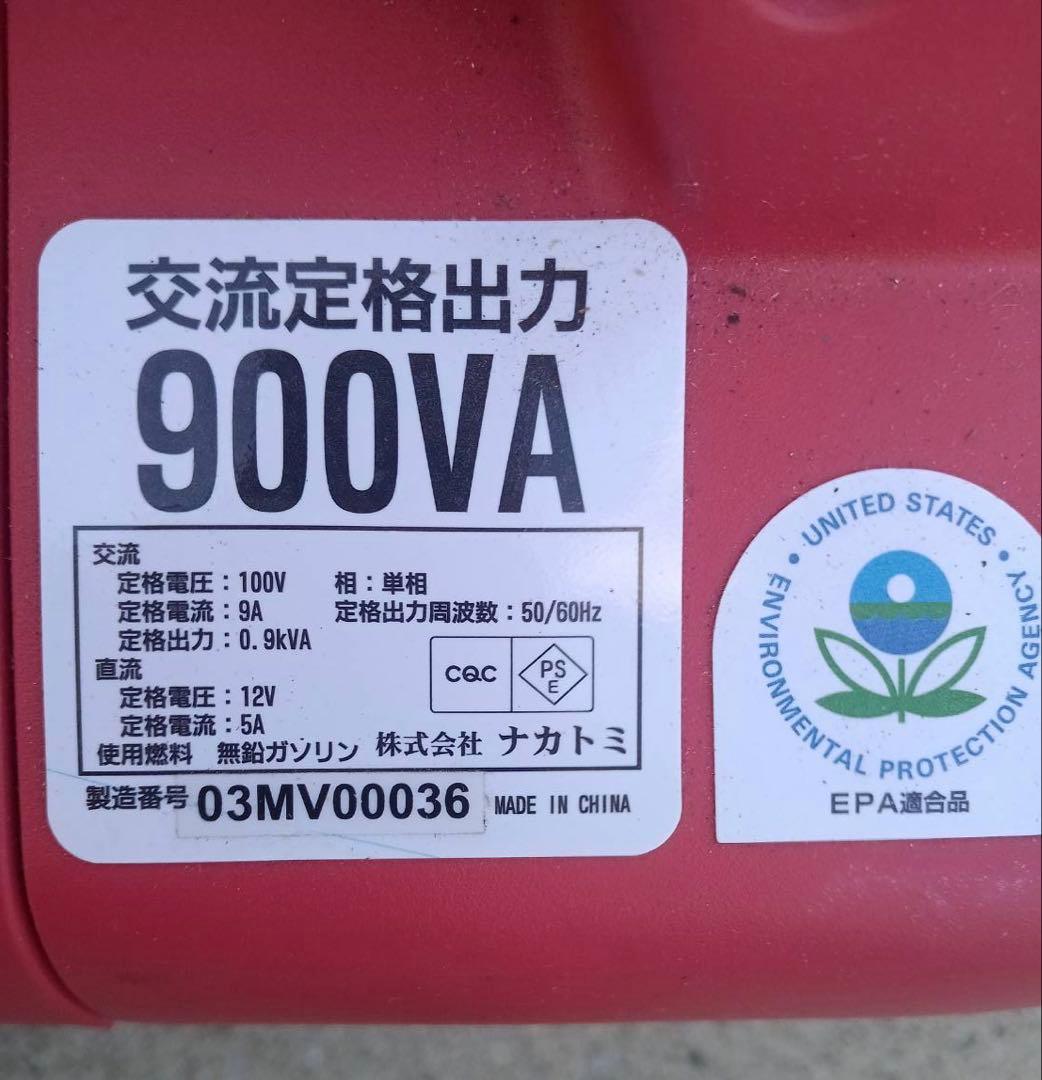 交流定格出力
900VA
交流
定格電圧：100V 相：単相
定格電流：9A 定格出力周波数：50/60Hz
定格出力：0.9kVA
直流
定格電圧：12V
定格電流：5A
CQC
PS
E
使用燃料 無鉛ガソリン 株式会社 ナカトミ
製造番号 03MV00036 MADE IN CHINA
UNITED STATES
ENVIRONMENTAL PROTECTION AGENCY
EPA適合品